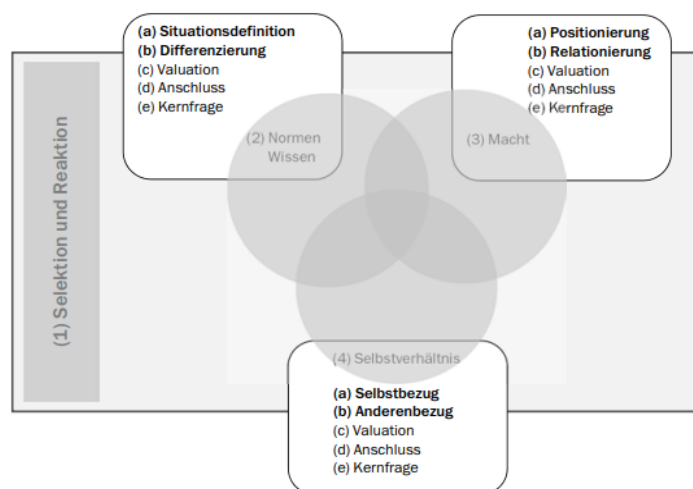 (a) Situationsdefinition
(b) Differenzierung
(c) Valuation
(d) Anschluss
(e) Kernfrage
(2) Normen
Wissen
(a) Positionierung
(b) Relationierung
(c) Valuation
(d) Anschluss
(e) Kernfrage
(3) Macht
(1) Selektion und Reaktion
(4) Selbstverhältnis
(a) Selbstbezug
(b) Anderenbezug
(c) Valuation
(d) Anschluss
(e) Kernfrage